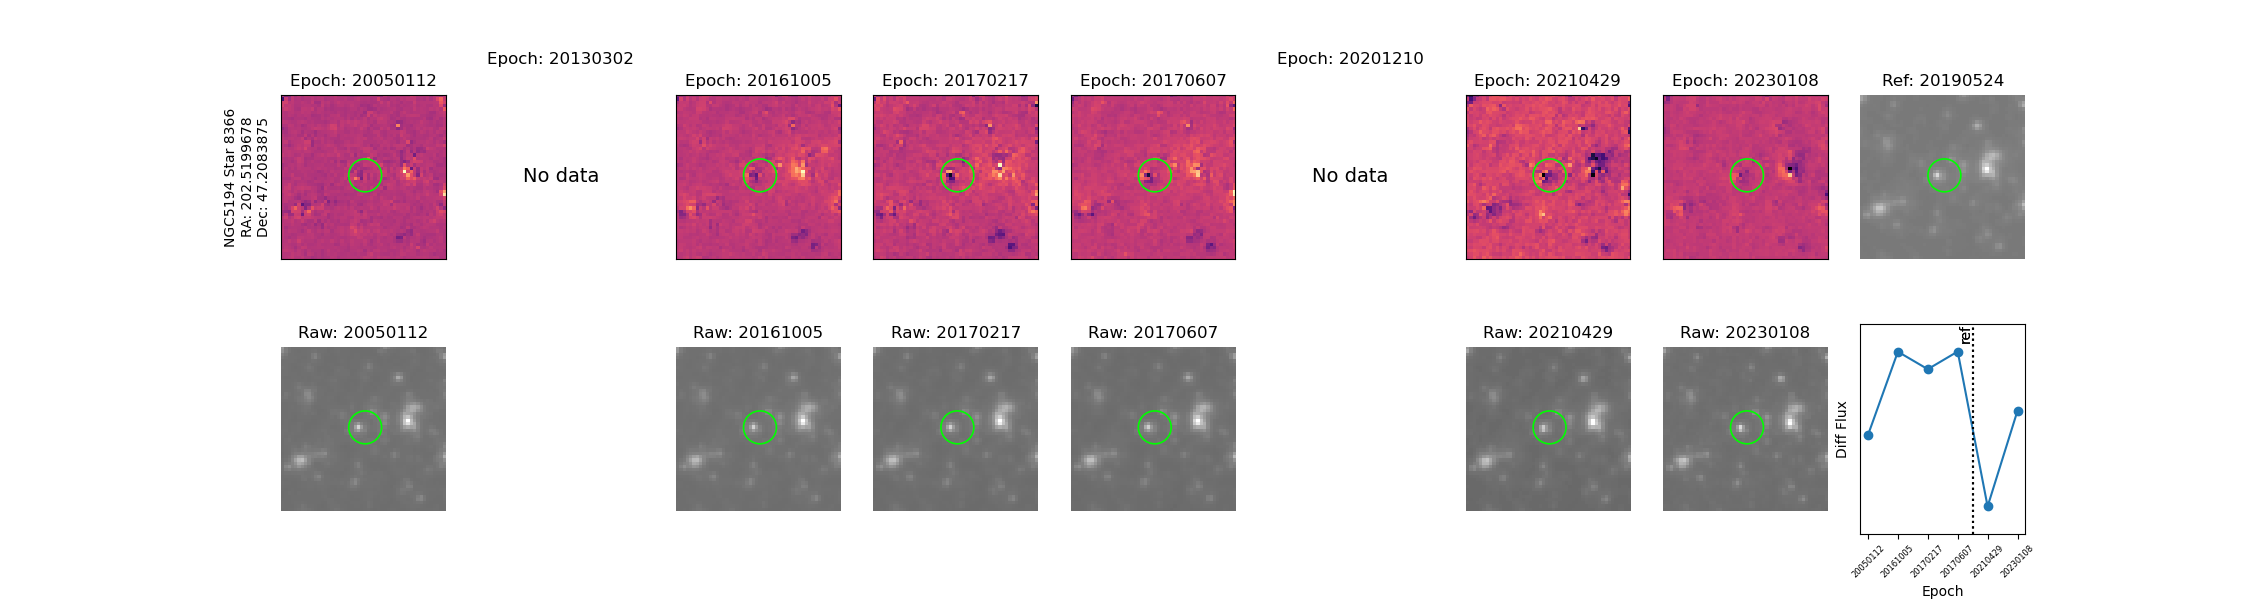 Epoch: 20130302
Epoch: 20201210
Epoch: 20050112
Epoch: 20161005
Epoch: 20170217
Epoch: 20170607
Epoch: 20210429
Epoch: 20230108
Ref: 20190524
NGC5194 Star 8366
RA: 202.5199678
Dec: 47.2083875
No data
No data
Raw: 20050112
Raw: 20161005
Raw: 20170217
Raw: 20170607
Raw: 20210429
Raw: 20230108
ref
Diff Flux
20050112
20161005
20170217
20170607
20210429
20230108
Epoch